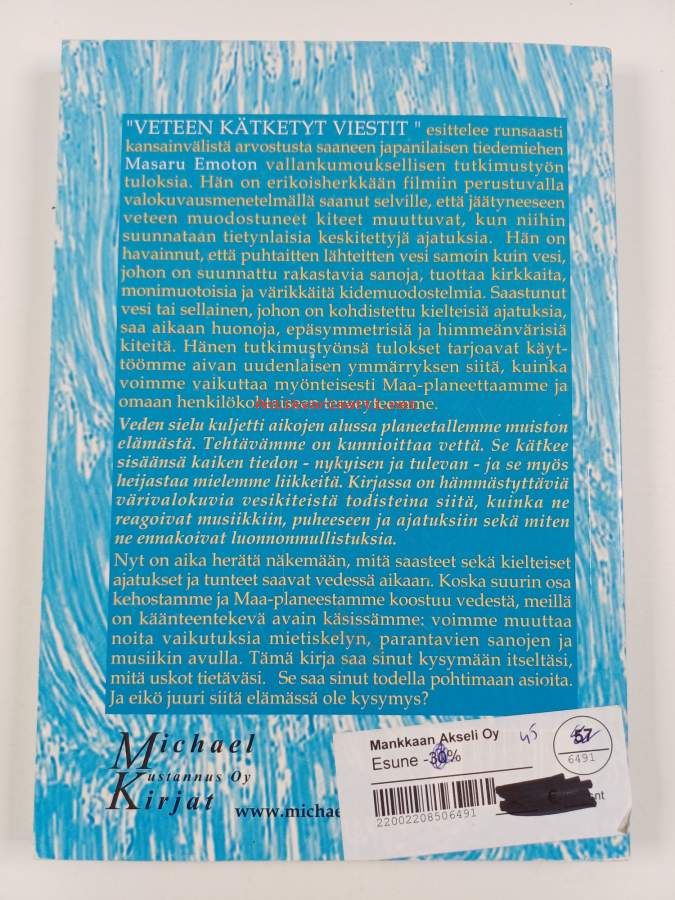 "VETEEN KÄTKETYT VIESTIT " esittelee runsaasti
kansainvälistä arvostusta saaneen japanilaisen tiedemiehen
Masaru Emoton vallankumouksellisen tutkimustyön
tuloksia. Hän on erikoisherkkään filmiin perustuvalla
valokuvausmenetelmällä saanut selville, että jäätyneeseen
veteen muodostuneet kiteet muuttuvat, kun niihin
suunnataan tietynlaisia keskitettyjä ajatuksia. Hän on
havainnut, että puhtaitten lähteitten vesi samoin kuin vesi,
johon on suunnattu rakastavia sanoja, tuottaa kirkkaita,
monimuotoisia ja värikkäitä kidemuodostelmia. Saastunut
vesi tai sellainen, johon on kohdistettu kielteisiä ajatuksia,
saa aikaan huonoja, epäsymmetrisiä ja himmeänvärisiä
kiteitä. Hänen tutkimustyönsä tulokset tarjoavat käyt-
töömme aivan uudenlaisen ymmärryksen siitä, kuinka
voimme vaikuttaa myönteisesti Maa-planeettaamme ja
omaan henkilökohtaiseen terveyteemme.
Veden sielu kuljetti aikojen alussa planeetallemme muiston
elämästä. Tehtävämme on kunnioittaa vettä. Se kätkee
sisäänsä kaiken tiedon - nykyisen ja tulevan - ja se myös
heijastaa mielemme liikkeitä. Kirjassa on hämmästyttäviä
värivalokuvia vesikiteistä todisteina siitä, kuinka ne
reagoivat musiikkiin, puheeseen ja ajatuksiin sekä miten
ne ennakoivat luonnonmullistuksia.
Nyt on aika herätä näkemään, mitä saasteet sekä kielteiset
ajatukset ja tunteet saavat vedessä aikaan. Koska suurin osa
kehostamme ja Maa-planeestamme koostuu vedestä, meillä
on käänteentekevä avain käsissämme: voimme muuttaa
noita vaikutuksia mietiskelyn, parantavien sanojen ja
musiikin avulla. Tämä kirja saa sinut kysymään itseltäsi,
mitä uskot tietäväsi. Se saa sinut todella pohtimaan asioita.
Ja eikö juuri siitä elämässä ole kysymys?
Michael
Kustannus Oy
Kirjat
www.michae
Mankkaan Akseli Oy
Esune -30%
45
57
6491
22002208506491